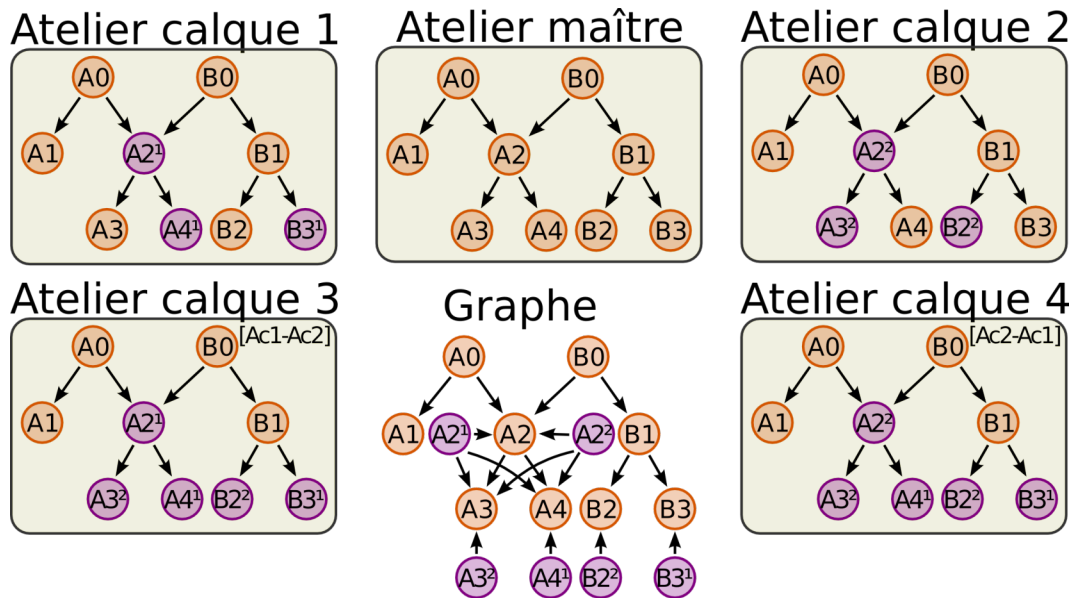 Atelier calque 1
A0 B0
A1 A2¹ B1
A3 A4¹ B2 B3¹
Atelier maître
A0 B0
A1 A2 B1
A3 A4 B2 B3
Atelier calque 2
A0 B0
A1 A2² B1
A3² A4 B2² B3
Atelier calque 3
[Ac1-Ac2]
A0 B0
A1 A2¹ B1
A3² A4¹ B2² B3¹
Graphe
A0 B0
A1 A2¹ A2 A2² B1
A3 A4 B2 B3
A3² A4¹ B2² B3¹
Atelier calque 4
[Ac2-Ac1]
A0 B0
A1 A2² B1
A3² A4¹ B2² B3¹